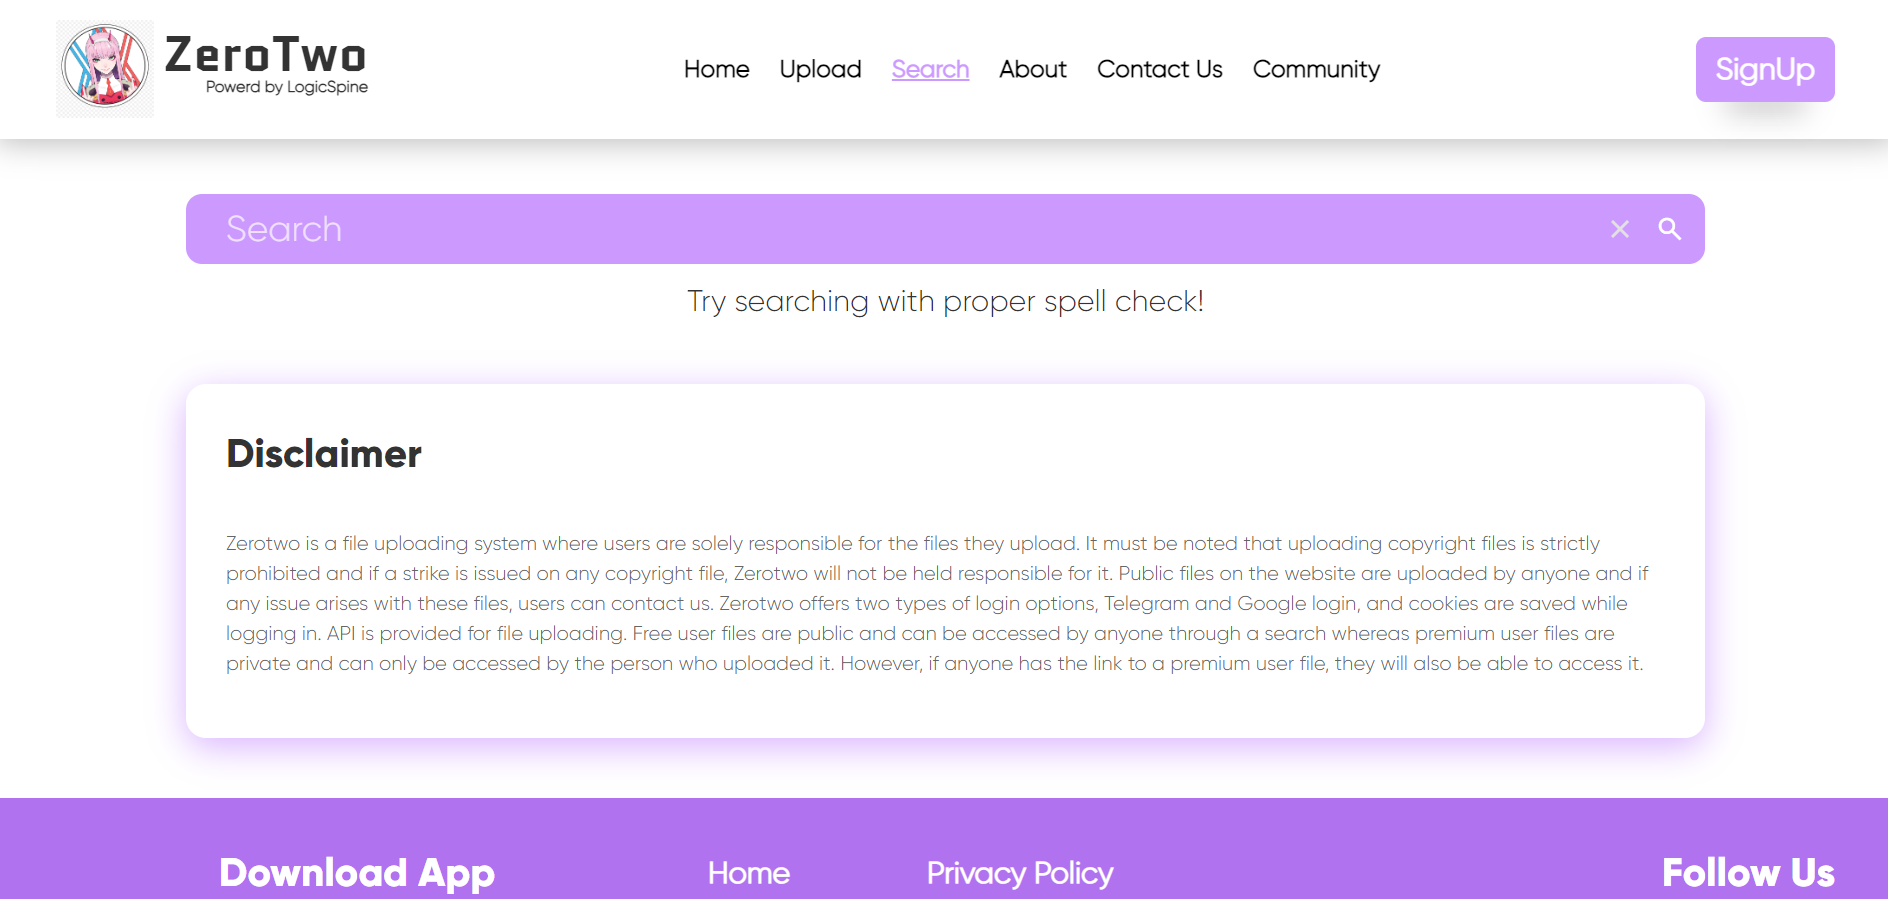 ZeroTwo
Powerd by LogicSpine
Home Upload Search About Contact Us Community
SignUp
Search
Try searching with proper spell check!
Disclaimer
Zerotwo is a file uploading system where users are solely responsible for the files they upload. It must be noted that uploading copyright files is strictly
prohibited and if a strike is issued on any copyright file, Zerotwo will not be held responsible for it. Public files on the website are uploaded by anyone and if
any issue arises with these files, users can contact us. Zerotwo offers two types of login options, Telegram and Google login, and cookies are saved while
logging in. API is provided for file uploading. Free user files are public and can be accessed by anyone through a search whereas premium user files are
private and can only be accessed by the person who uploaded it. However, if anyone has the link to a premium user file, they will also be able to access it.
Download App Home Privacy Policy Follow Us